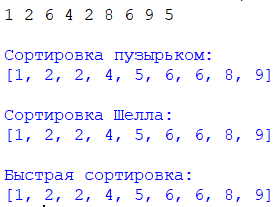 1 2 6 4 2 8 6 9 5
Сортировка пузырьком:
[1, 2, 2, 4, 5, 6, 6, 8, 9]
Сортировка Шелла:
[1, 2, 2, 4, 5, 6, 6, 8, 9]
Быстрая сортировка:
[1, 2, 2, 4, 5, 6, 6, 8, 9]